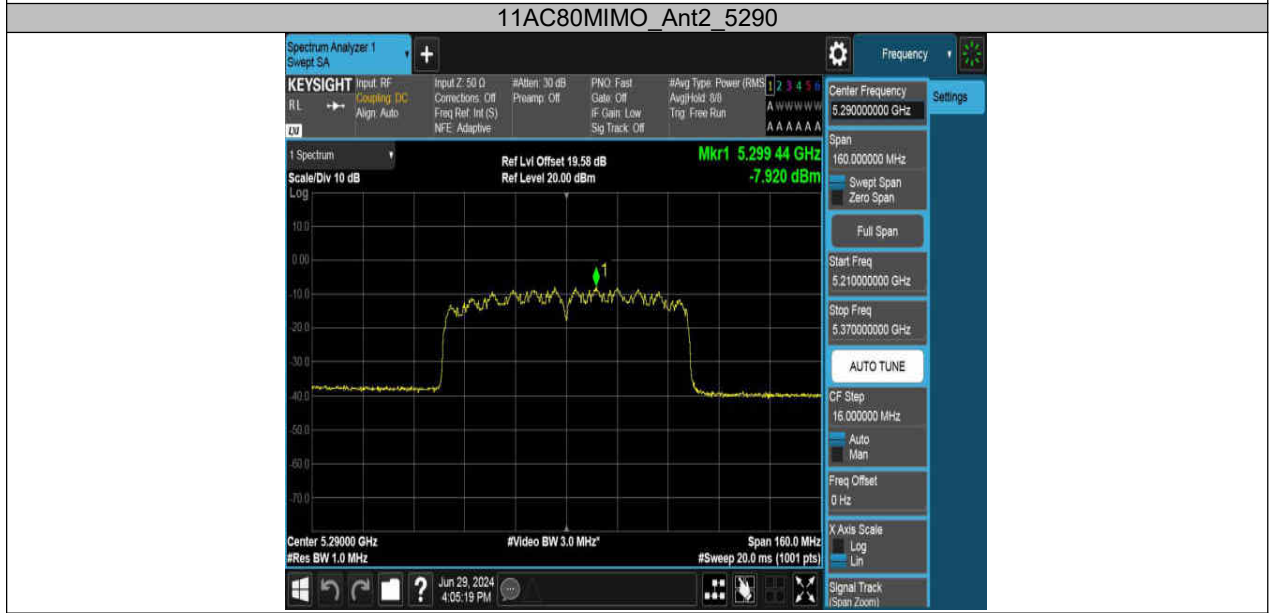 11AC80MIMO_Ant2_5290
Spectrum Analyzer 1
Swept SA
+
Frequency
KEYSIGHT
RL
LXI
Input: RF
Coupling: DC
Align: Auto
Input Z: 50 Ω
Corrections: Off
Freq Ref: Int (S)
NFE: Adaptive
#Atten: 30 dB
Preamp: Off
PNO: Fast
Gate: Off
IF Gain: Low
Sig Track: Off
#Avg Type: Power (RMS
Avg|Hold: 8/8
Trig: Free Run
1 2 3 4 5 6
A W W W W W
A A A A A A
Center Frequency
5.290000000 GHz
Settings
Span
160.000000 MHz
Swept Span
Zero Span
Full Span
Start Freq
5.210000000 GHz
Stop Freq
5.370000000 GHz
AUTO TUNE
CF Step
16.000000 MHz
Auto
Man
Freq Offset
0 Hz
X Axis Scale
Log
Lin
Signal Track
(Span Zoom)
1 Spectrum
Scale/Div 10 dB
Log
Ref Lvl Offset 19.58 dB
Ref Level 20.00 dBm
Mkr1 5.299 44 GHz
-7.920 dBm
1
10.0
0.00
-10.0
-20.0
-30.0
-40.0
-50.0
-60.0
-70.0
Center 5.29000 GHz
#Res BW 1.0 MHz
#Video BW 3.0 MHz*
Span 160.0 MHz
#Sweep 20.0 ms (1001 pts)
?
Jun 29, 2024
4:05:19 PM